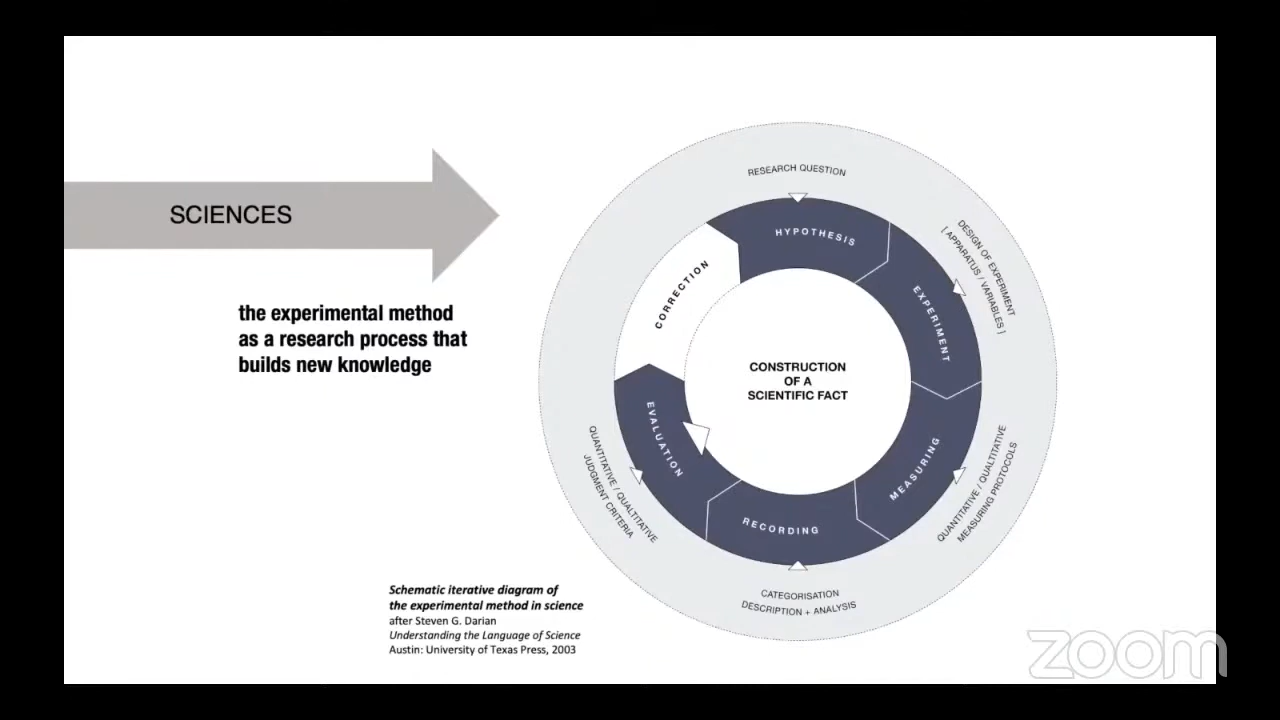 SCIENCES
the experimental method
as a research process that
builds new knowledge
RESEARCH QUESTION
HYPOTHESIS
DESIGN OF EXPERIMENT
[ APPARATUS / VARIABLES ]
EXPERIMENT
MEASURING
QUANTITATIVE / QUALITATIVE
MEASURING PROTOCOLS
RECORDING
CATEGORISATION
DESCRIPTION + ANALYSIS
EVALUATION
QUANTITATIVE / QUALTITATIVE
JUDGMENT CRITERIA
CORRECTION
CONSTRUCTION
OF A
SCIENTIFIC FACT
Schematic iterative diagram of
the experimental method in science
after Steven G. Darian
Understanding the Language of Science
Austin: University of Texas Press, 2003
zoom